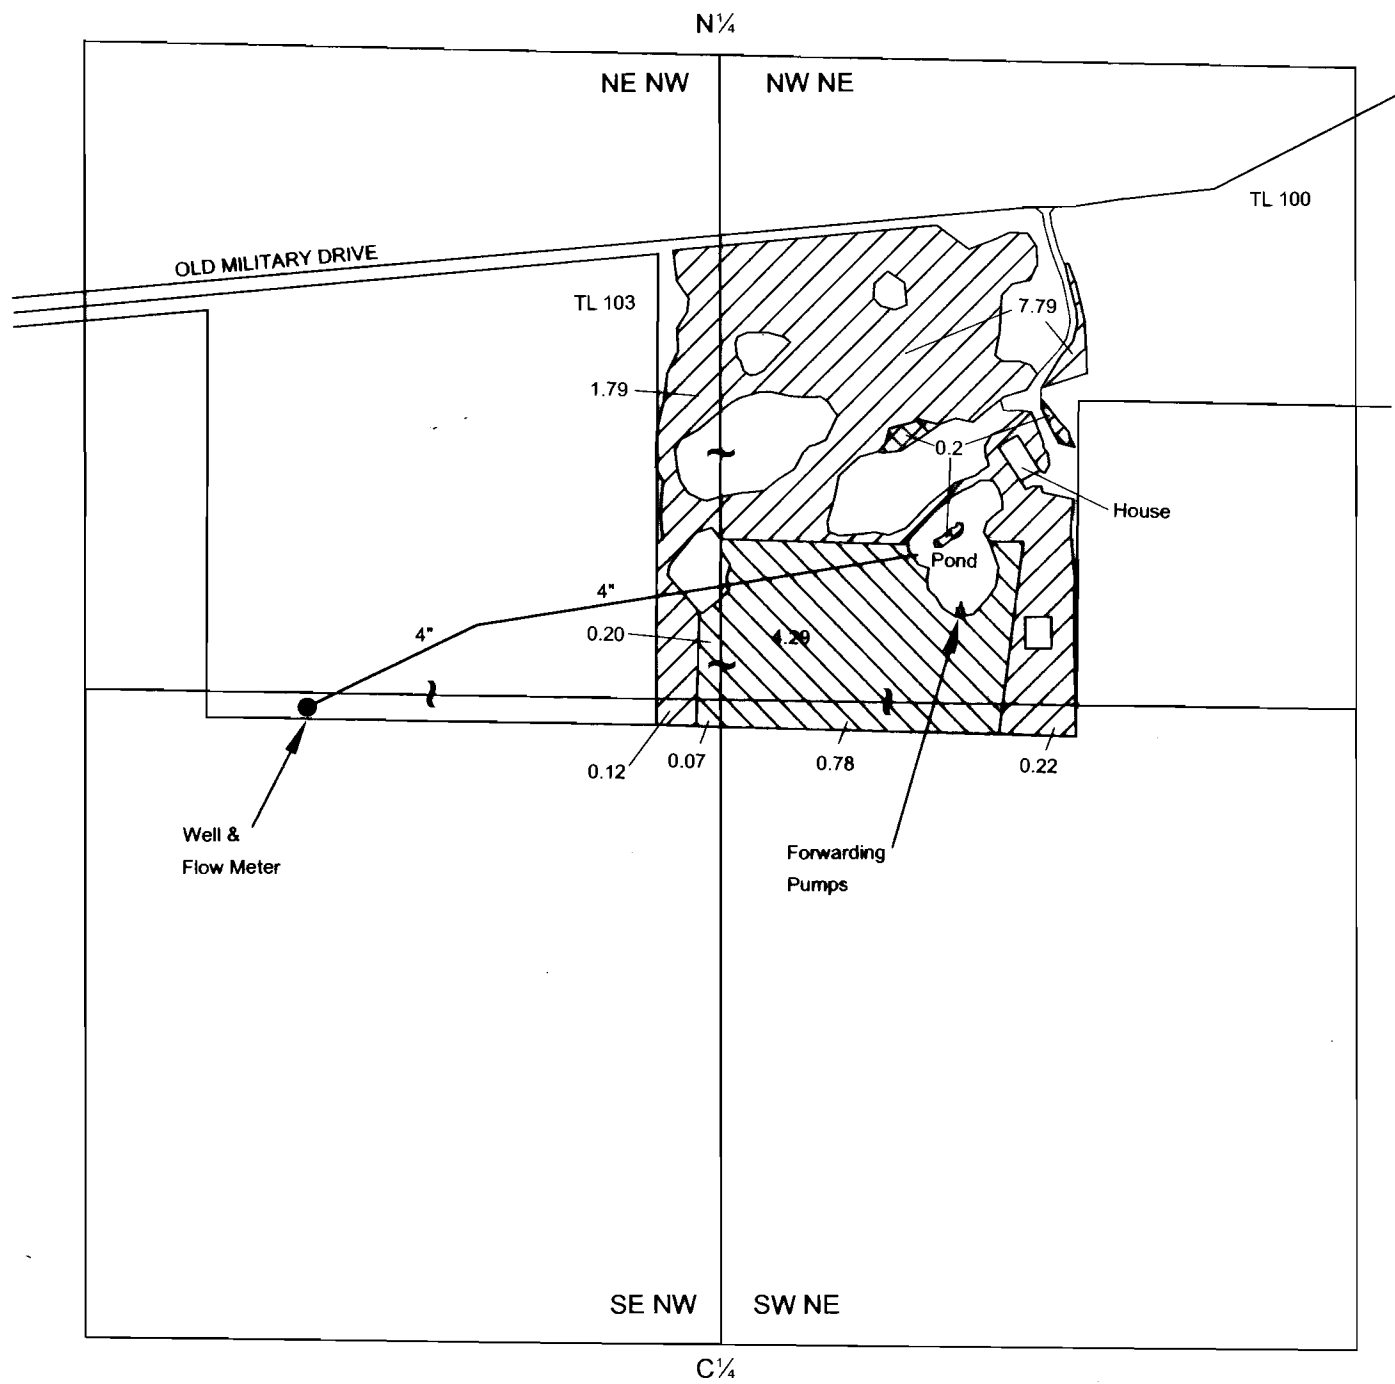 N¼
NE NW
NW NE
TL 100
OLD MILITARY DRIVE
TL 103
7.79
1.79
0.2
House
Pond
4"
4"
0.20
4.29
0.12
0.07
0.78
0.22
Well &
Flow Meter
Forwarding
Pumps
SE NW
SW NE
C¼